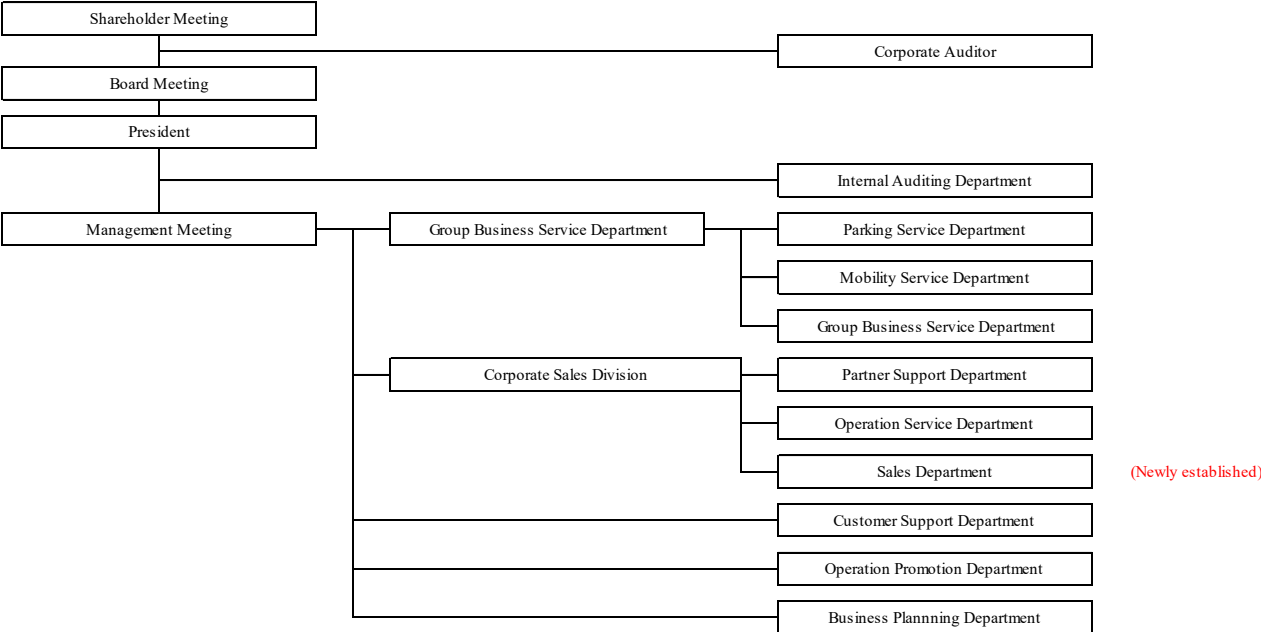 Shareholder Meeting
Corporate Auditor
Board Meeting
President
Internal Auditing Department
Management Meeting
Group Business Service Department
Parking Service Department
Mobility Service Department
Group Business Service Department
Corporate Sales Division
Partner Support Department
Operation Service Department
Sales Department
(Newly established)
Customer Support Department
Operation Promotion Department
Business Plannning Department